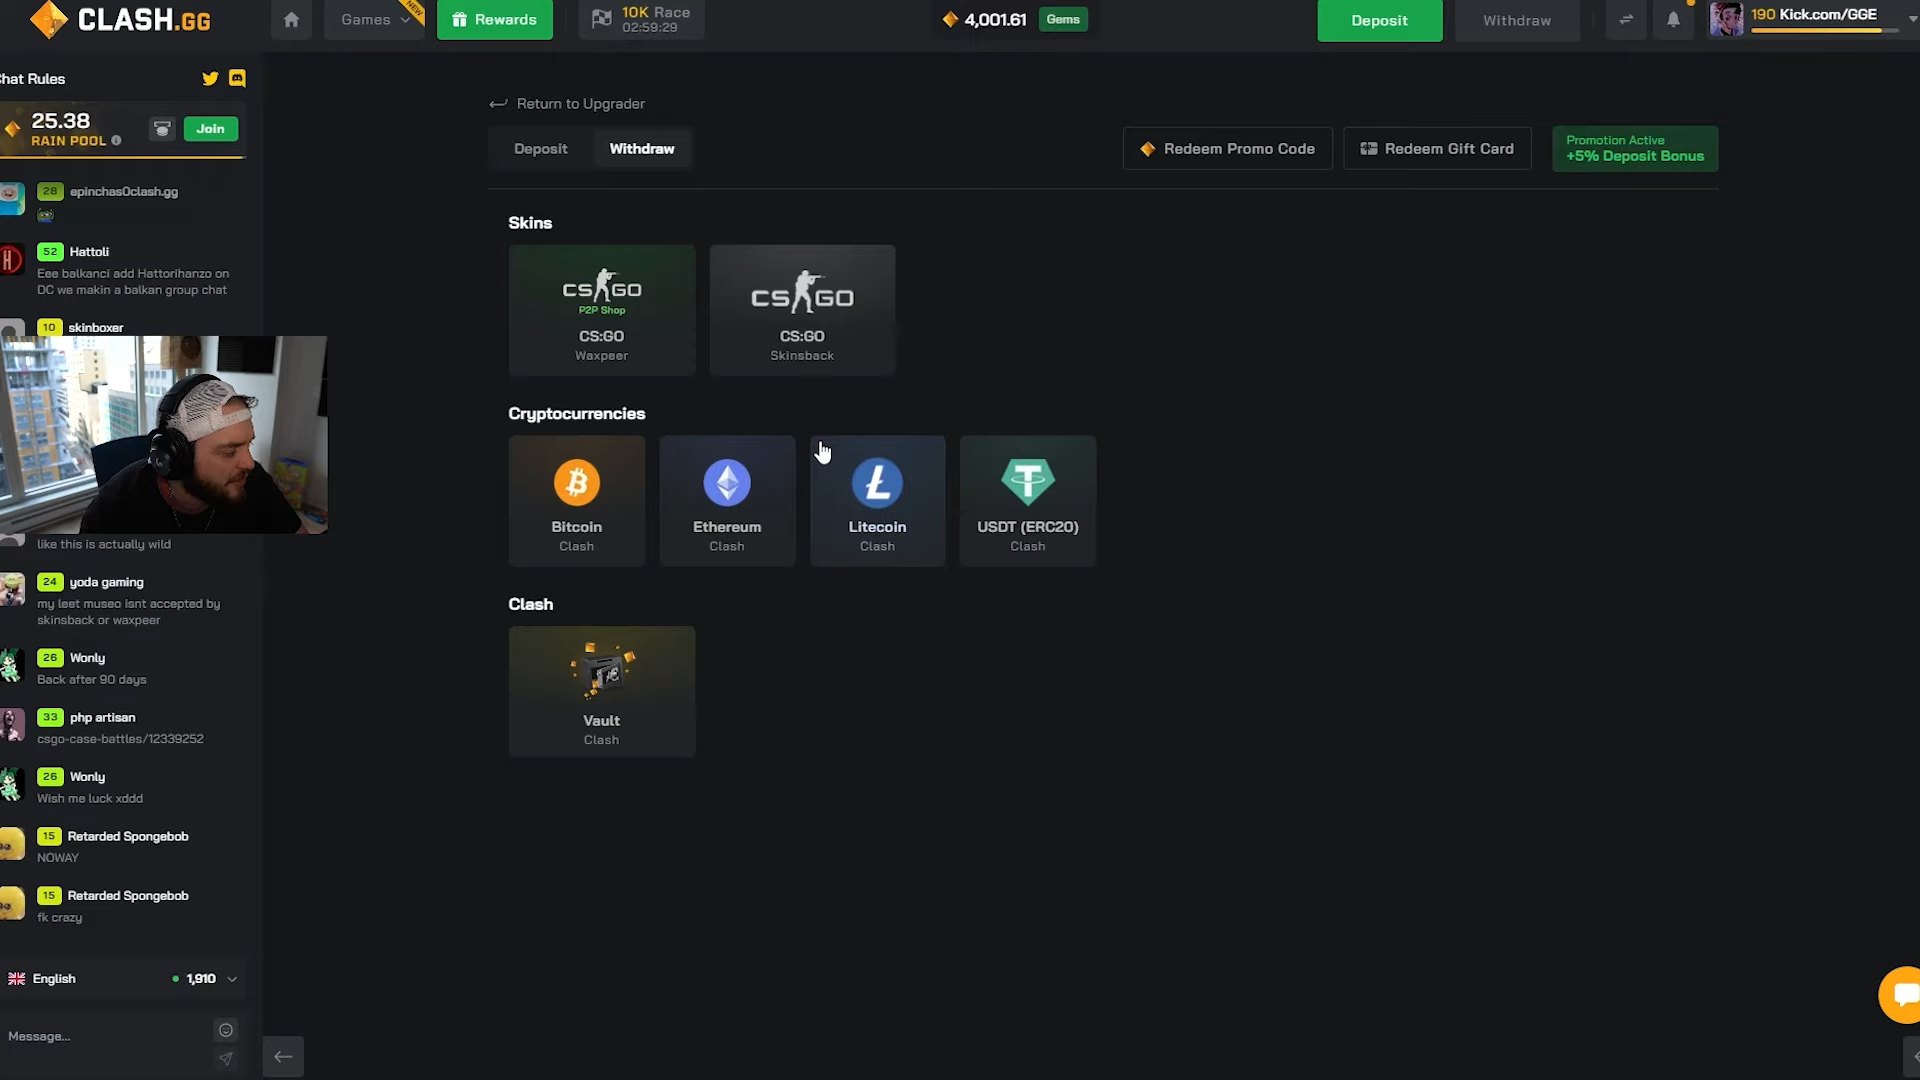 CLASH.GG
Games
NEW
Rewards
10K Race
02:59:29
4,001.61
Gems
Deposit
Withdraw
190 Kick.com/GGE
Chat Rules
25.38
RAIN POOL
Join
28 epinchas0clash.gg
52 Hattoli
Eee balkanci add Hattorihanzo on
DC we makin a balkan group chat
10 skinboxer
like this is actually wild
24 yoda gaming
my leet museo isnt accepted by
skinsback or waxpeer
26 Wonly
Back after 90 days
33 php artisan
csgo-case-battles/12339252
26 Wonly
Wish me luck xddd
15 Retarded Spongebob
NOWAY
15 Retarded Spongebob
fk crazy
English
1,910
Message...
Return to Upgrader
Deposit
Withdraw
Redeem Promo Code
Redeem Gift Card
Promotion Active
+5% Deposit Bonus
Skins
CS GO
P2P Shop
CS:GO
Waxpeer
CS GO
CS:GO
Skinsback
Cryptocurrencies
Bitcoin
Clash
Ethereum
Clash
Litecoin
Clash
USDT (ERC20)
Clash
Clash
Vault
Clash